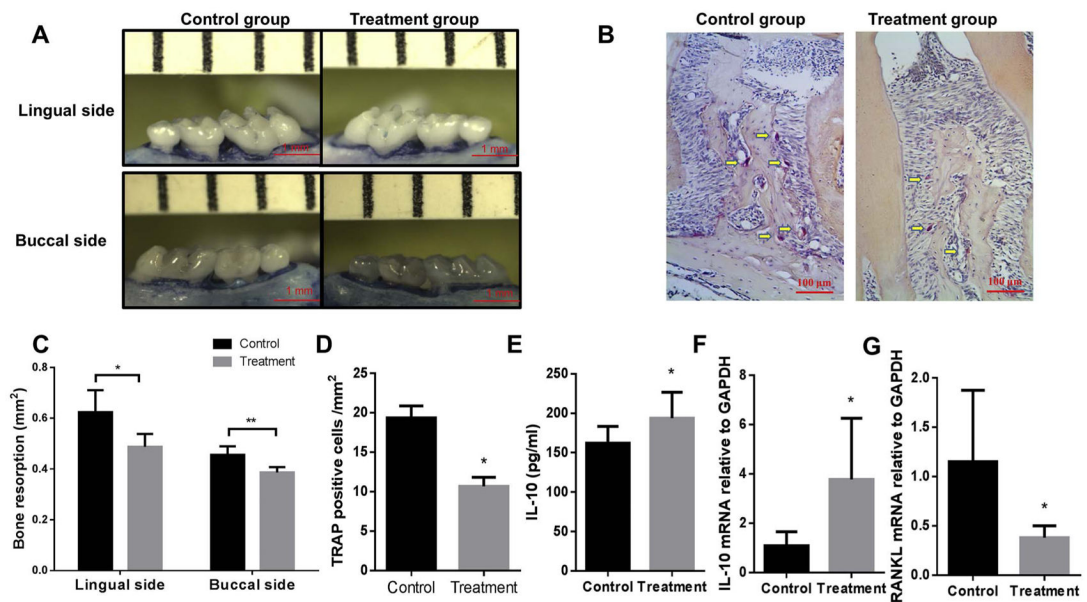 A
Control group
Treatment group
Lingual side
1 mm
1 mm
Buccal side
1 mm
1 mm
B
Control group
Treatment group
100 µm
100 µm
C
Control
Treatment
Bone resorption (mm²)
0.8
0.6
0.4
0.2
0.0
*
**
Lingual side
Buccal side
D
TRAP positive cells /mm²
25
20
15
10
5
0
*
Control
Treatment
E
IL-10 (pg/ml)
250
200
150
100
50
0
*
Control
Treatment
F
IL-10 mRNA relative to GAPDH
8
6
4
2
0
*
Control
Treatment
G
RANKL mRNA relative to GAPDH
2.0
1.5
1.0
0.5
0.0
*
Control
Treatment